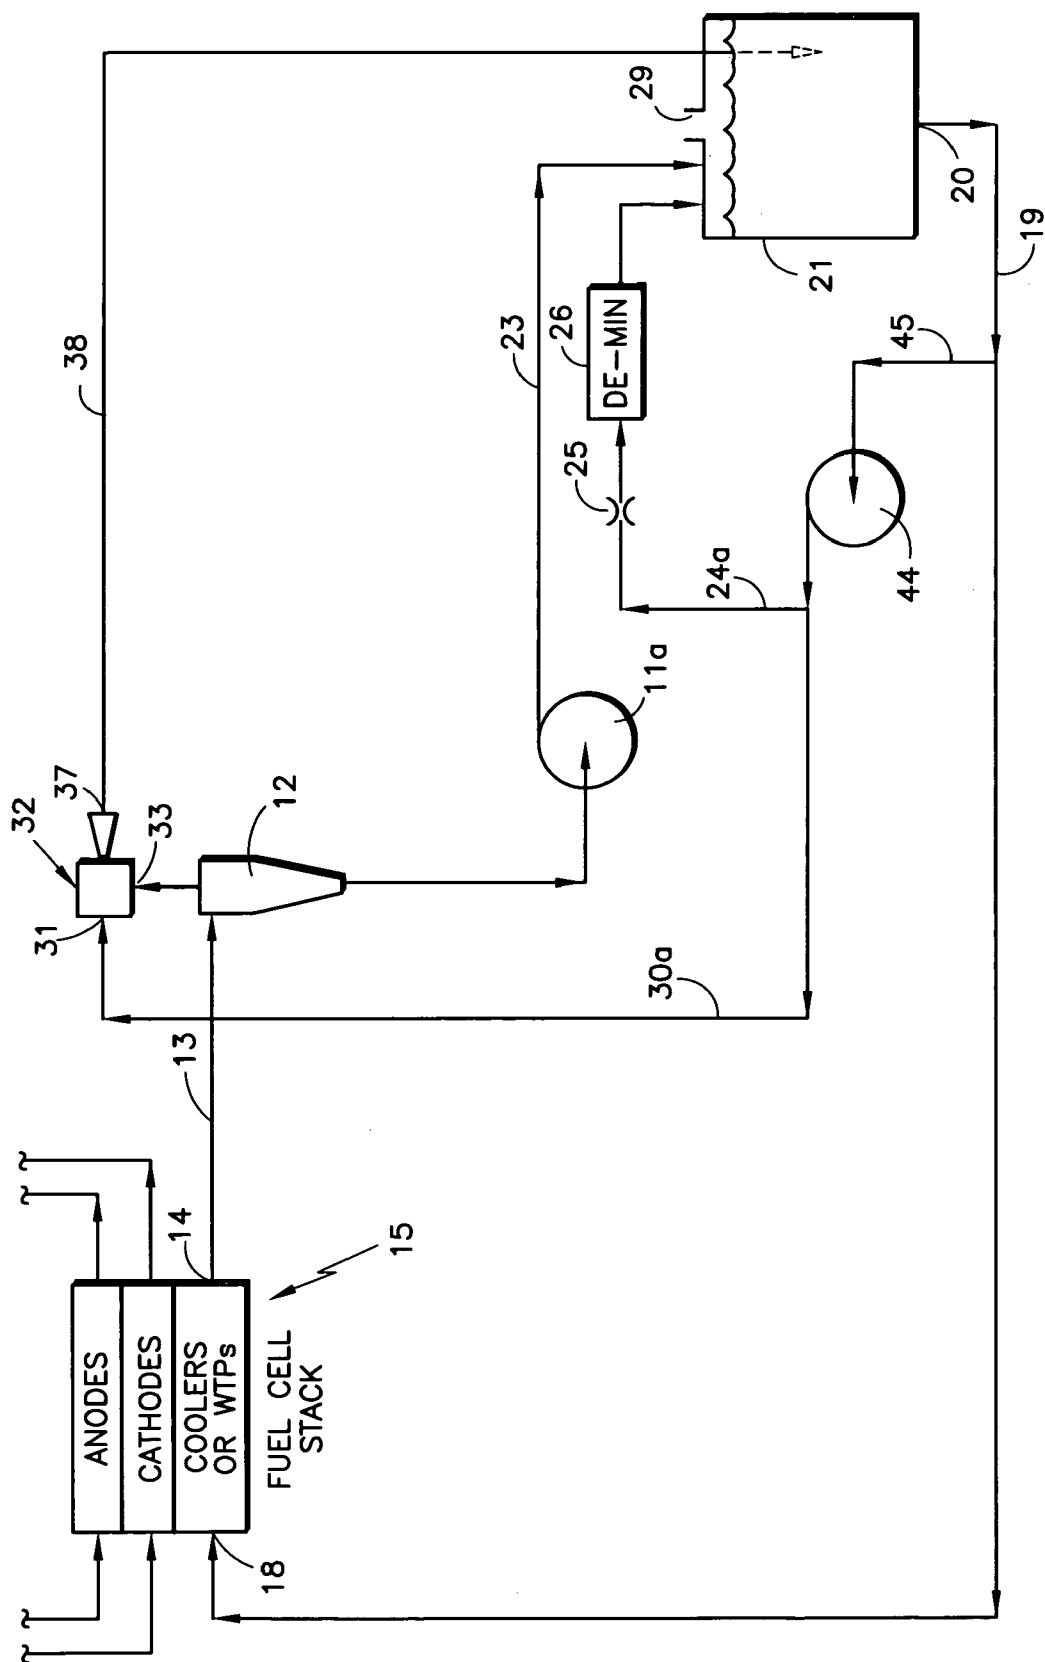 ANODES
CATHODES
COOLERS
OR WTPs
FUEL CELL
STACK
18
14
15
13
31
32
33
37
38
12
30a
11a
23
24a
25
26
DE-MIN
29
21
20
19
44
45